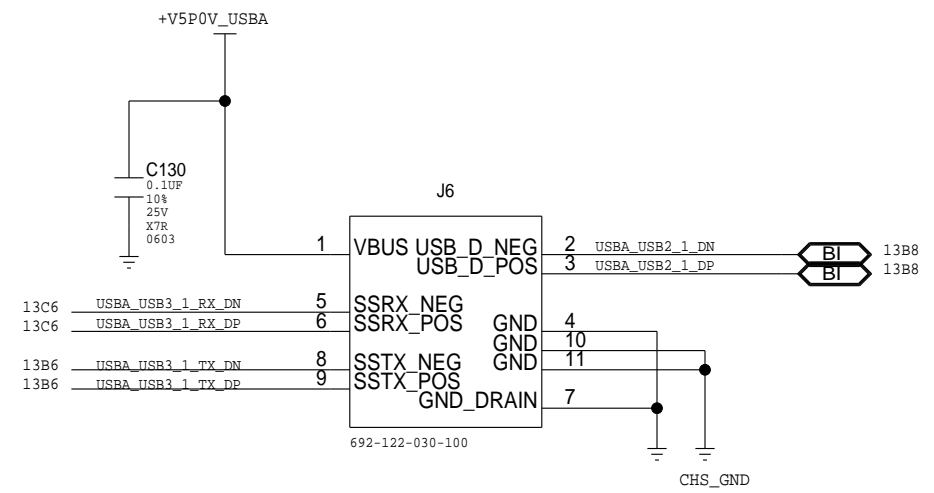 +V5P0V_USBA
C130
0.1UF
10%
25V
X7R
0603
J6
1 VBUS USB_D_NEG 2 USBA_USB2_1_DN BI 13B8
USB_D_POS 3 USBA_USB2_1_DP BI 13B8
13C6 USBA_USB3_1_RX_DN 5 SSRX_NEG
13C6 USBA_USB3_1_RX_DP 6 SSRX_POS GND 4
GND 10
13B6 USBA_USB3_1_TX_DN 8 SSTX_NEG GND 11
13B6 USBA_USB3_1_TX_DP 9 SSTX_POS
GND_DRAIN 7
692-122-030-100
CHS_GND